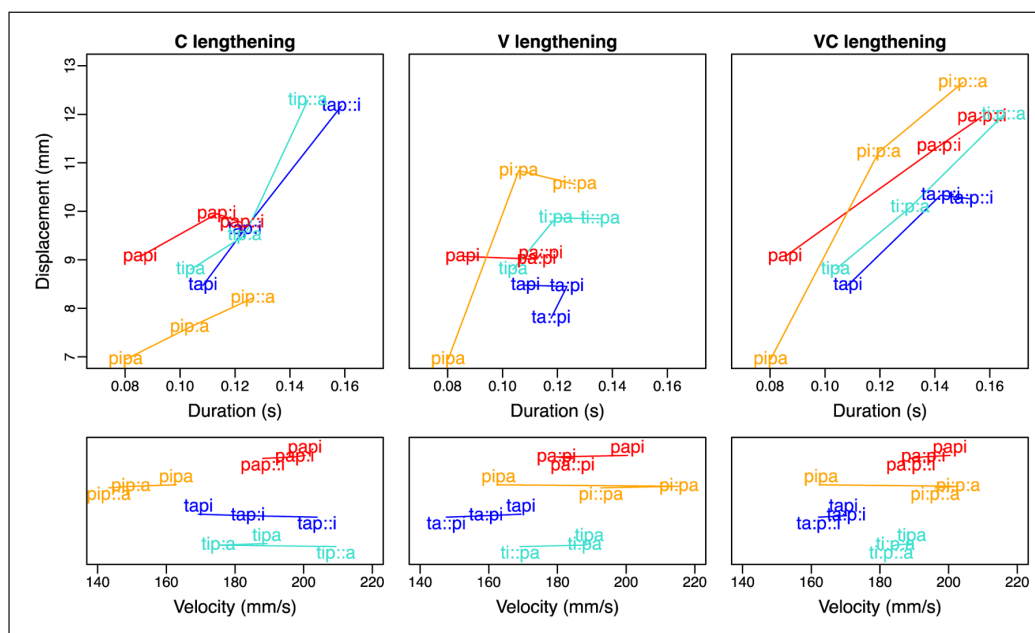 C lengthening
V lengthening
VC lengthening
Displacement (mm)
13
12
11
10
9
8
7
tip::a
tap::i
pap:i
pap::i
tap:i
tip:a
papi
tipa
tapi
pip::a
pip:a
pipa
0.08 0.10 0.12 0.14 0.16
Duration (s)
pi:pa
pi::pa
ti:pa
ti::pa
papi
pa::pi
pa:pi
tipa
tapi
ta:pi
ta::pi
pipa
0.08 0.10 0.12 0.14 0.16
Duration (s)
pi:p::a
pa:p::i
ti:p::a
pa:p:i
pi:p:a
ta:p:i
ta:p::i
ti:p:a
papi
tipa
tapi
pipa
0.08 0.10 0.12 0.14 0.16
Duration (s)
papi
pap:i
pap::i
pipa
pip:a
pip::a
tapi
tap:i
tap::i
tipa
tip:a
tip::a
140 160 180 200 220
Velocity (mm/s)
papi
pa:pi
pa::pi
pipa
pi:pa
pi::pa
tapi
ta:pi
ta::pi
tipa
ti:pa
ti::pa
140 160 180 200 220
Velocity (mm/s)
papi
pa:p:i
pipa
pi:p:a
pi:p::a
tapi
ta:p:i
ta:p::i
tipa
ti:p:a
ti:p::a
140 160 180 200 220
Velocity (mm/s)